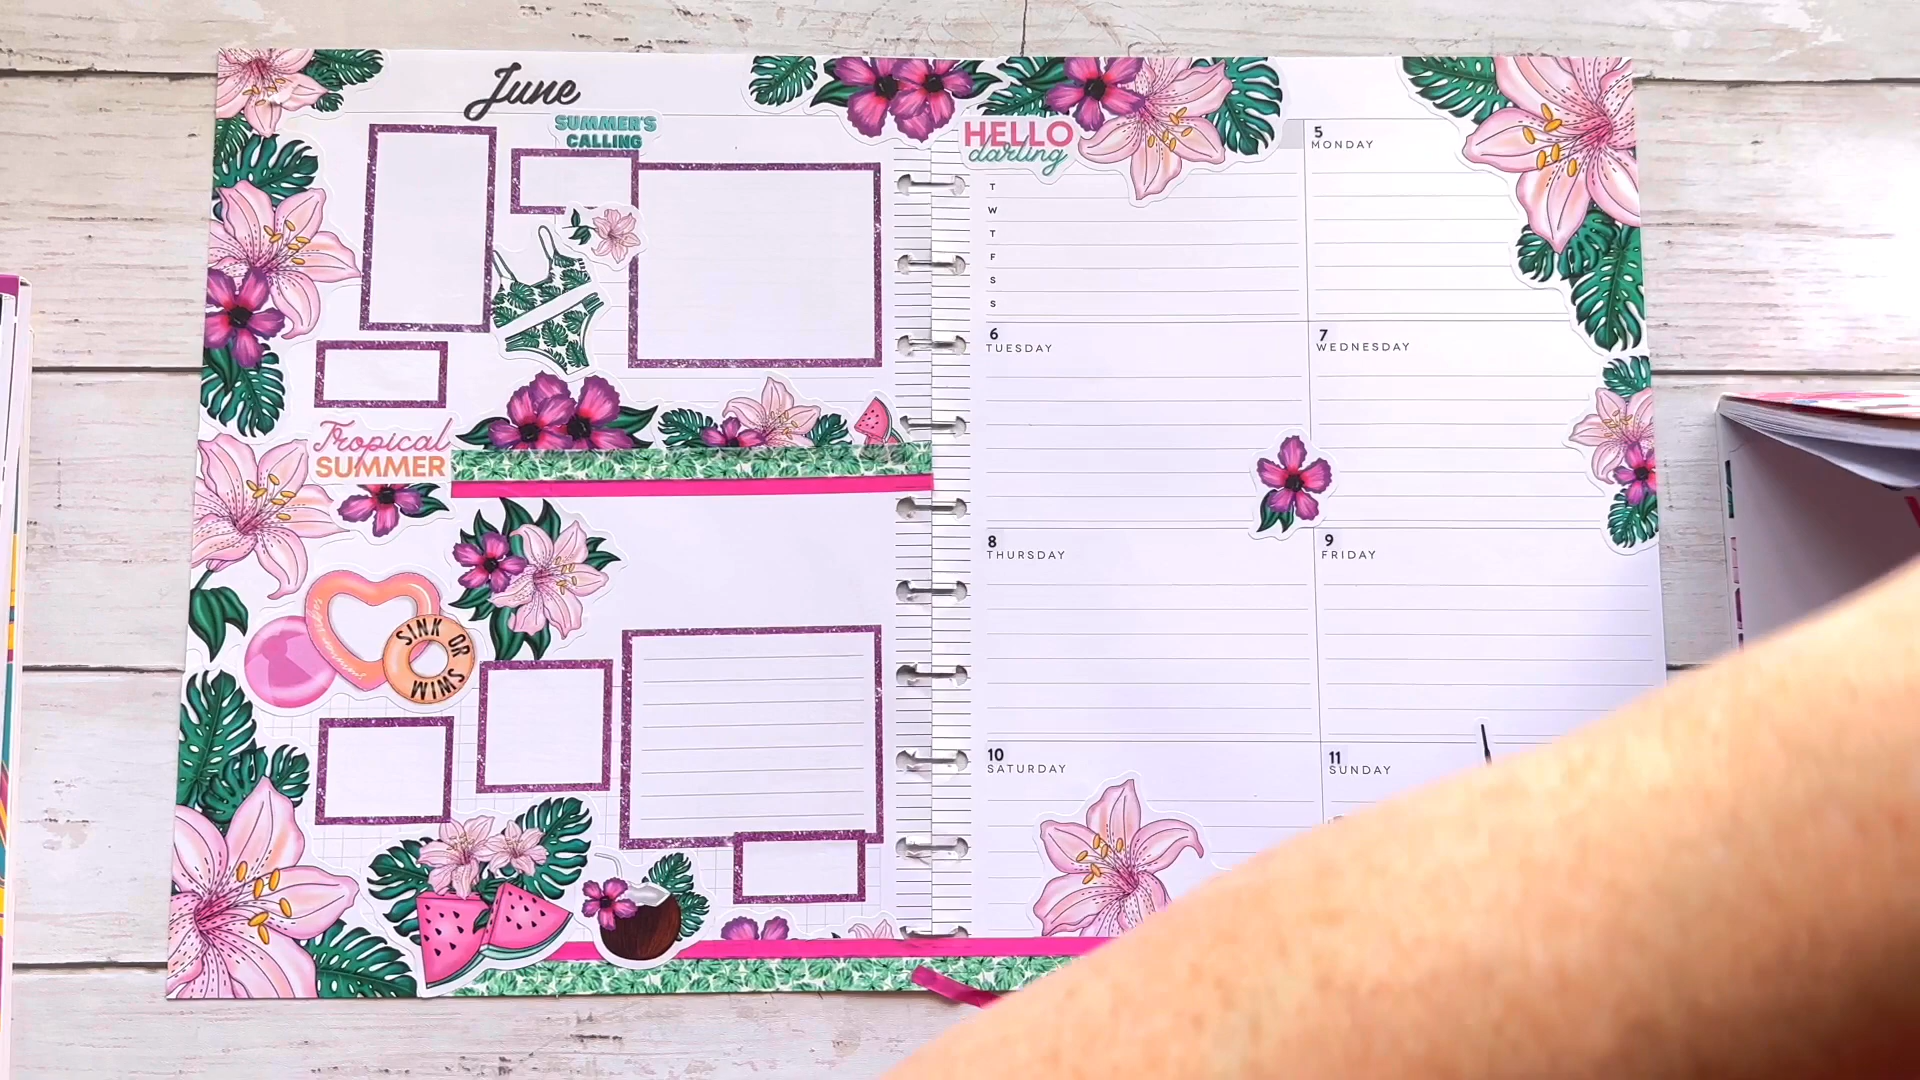 June
SUMMER'S
CALLING
Tropical
SUMMER
SINK OR
SWIM
HELLO
darling
T
W
T
F
S
S
5
MONDAY
6
TUESDAY
7
WEDNESDAY
8
THURSDAY
9
FRIDAY
10
SATURDAY
11
SUNDAY